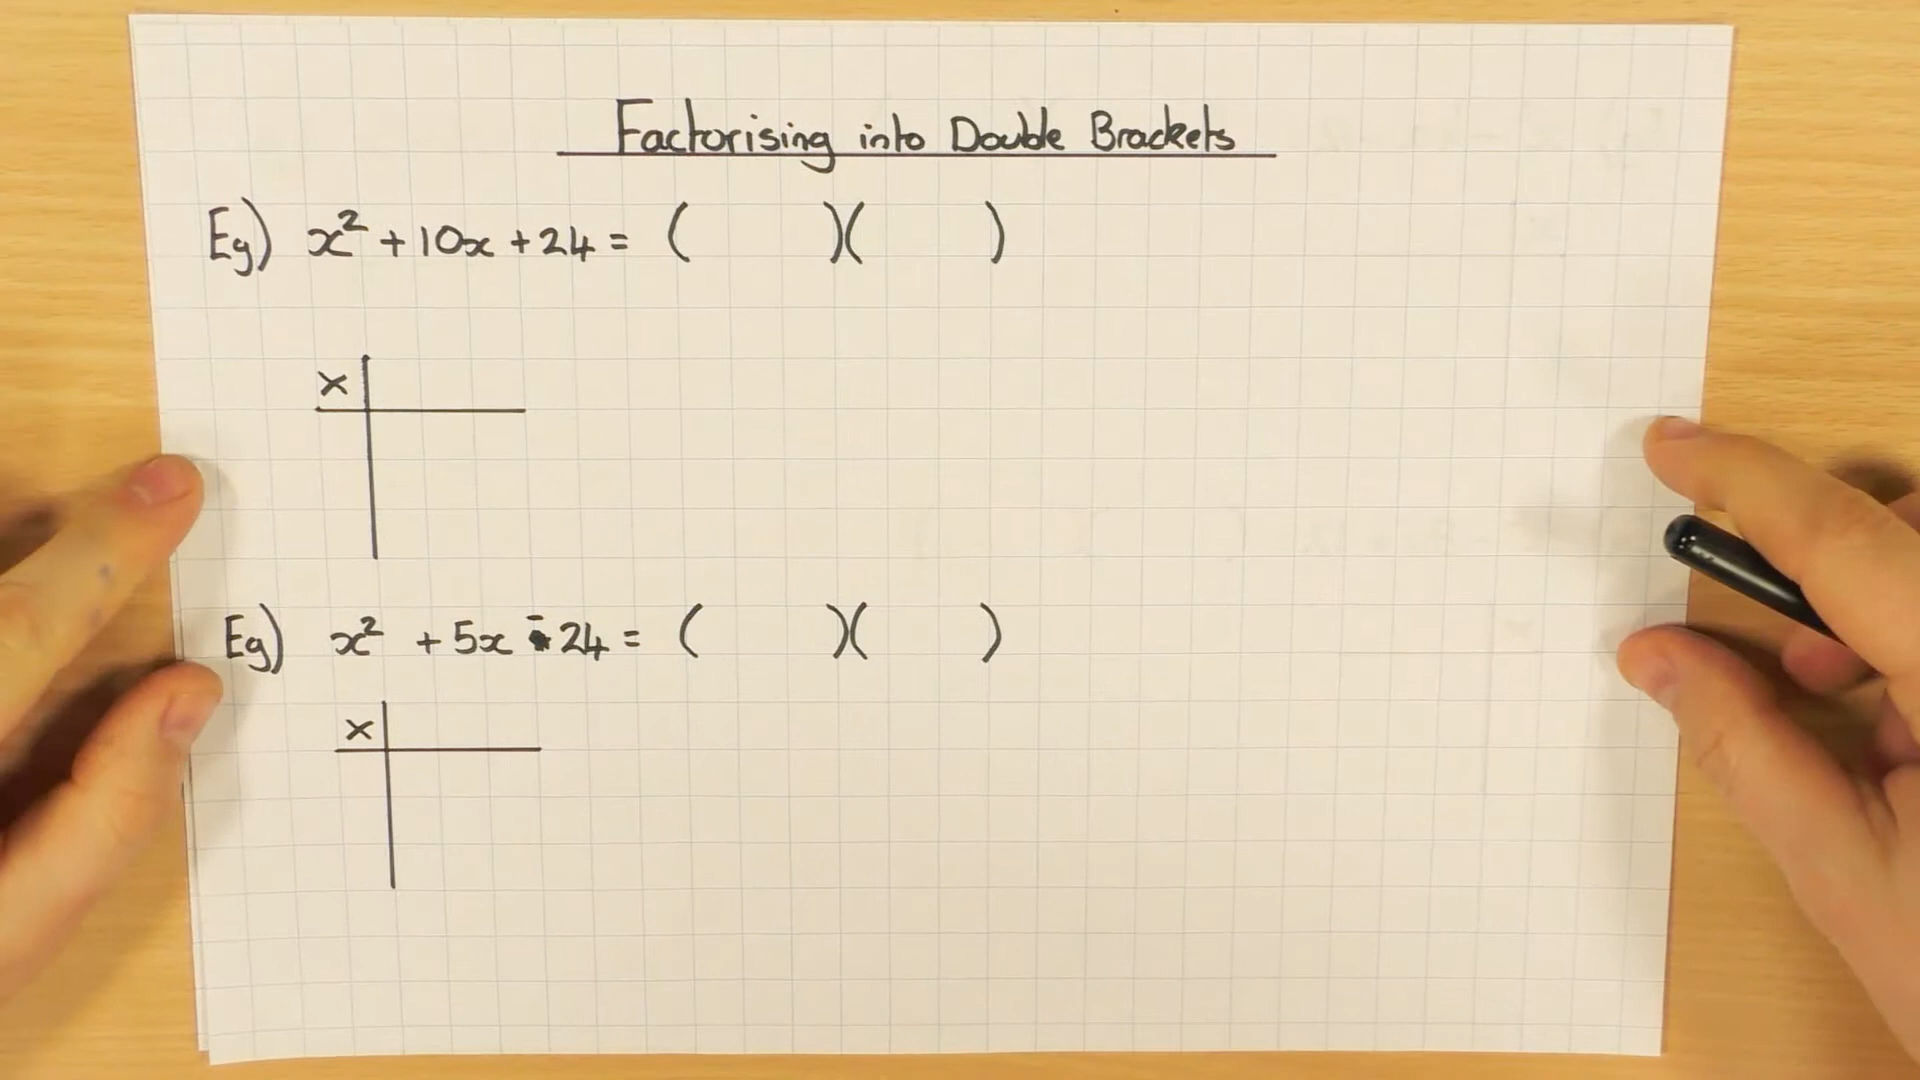 Factorising into Double Brackets
Eg) x² + 10x + 24 = (      )(      )
×
Eg) x² + 5x - 24 = (      )(      )
×